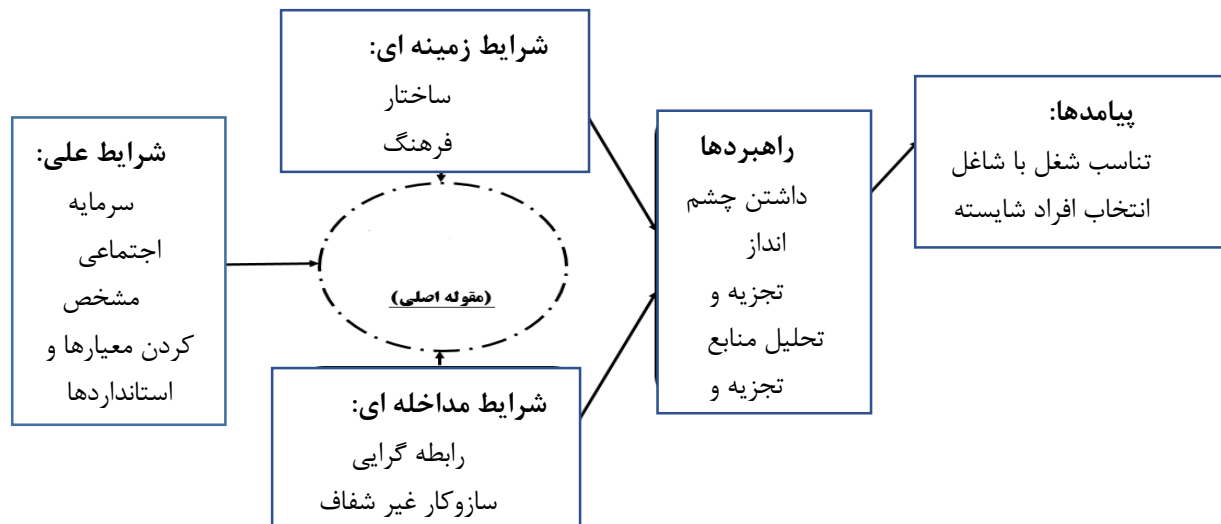 شرایط زمینه ای:
ساختار
فرهنگ
پیامدها:
تناسب شغل با شاغل
انتخاب افراد شایسته
شرایط علی:
سرمایه
اجتماعی
مشخص
کردن معیارها و
استانداردها
راهبردها
داشتن چشم
انداز
تجزیه و
تحلیل منابع
تجزیه و
(مقوله اصلی)
شرایط مداخله ای:
رابطه گرایی
سازوکار غیر شفاف